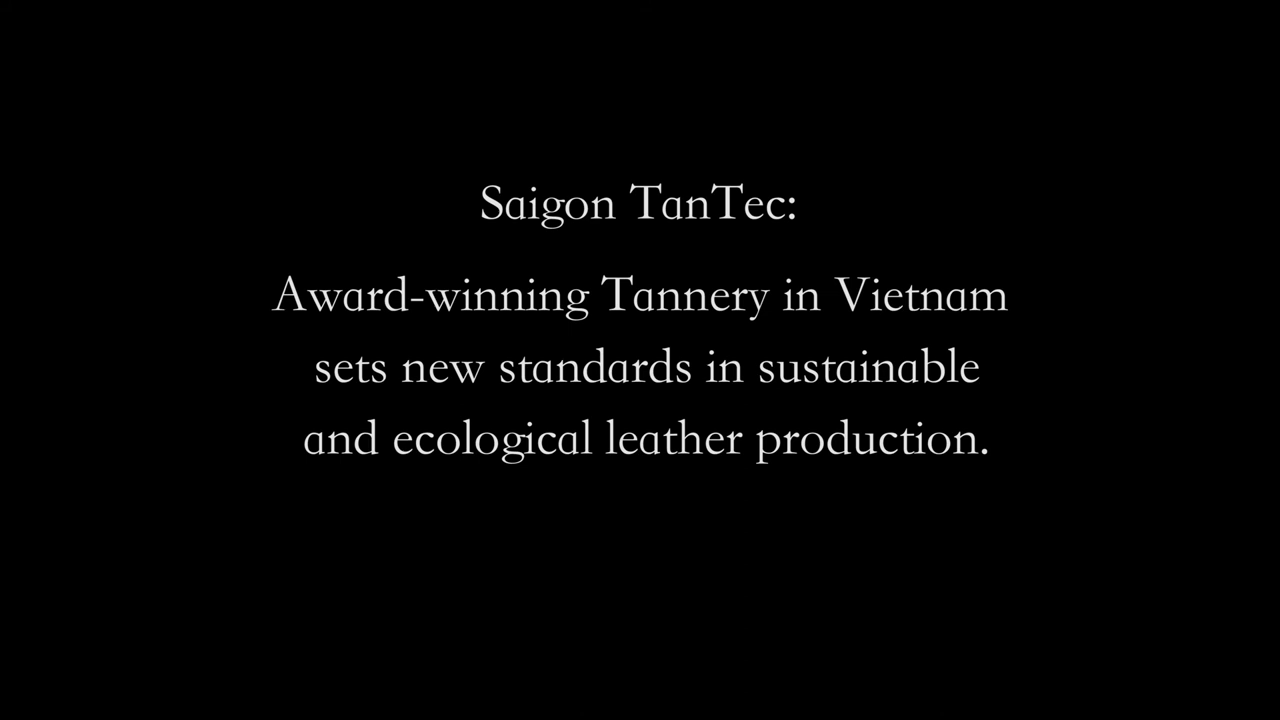 Saigon TanTec:
Award-winning Tannery in Vietnam
sets new standards in sustainable
and ecological leather production.